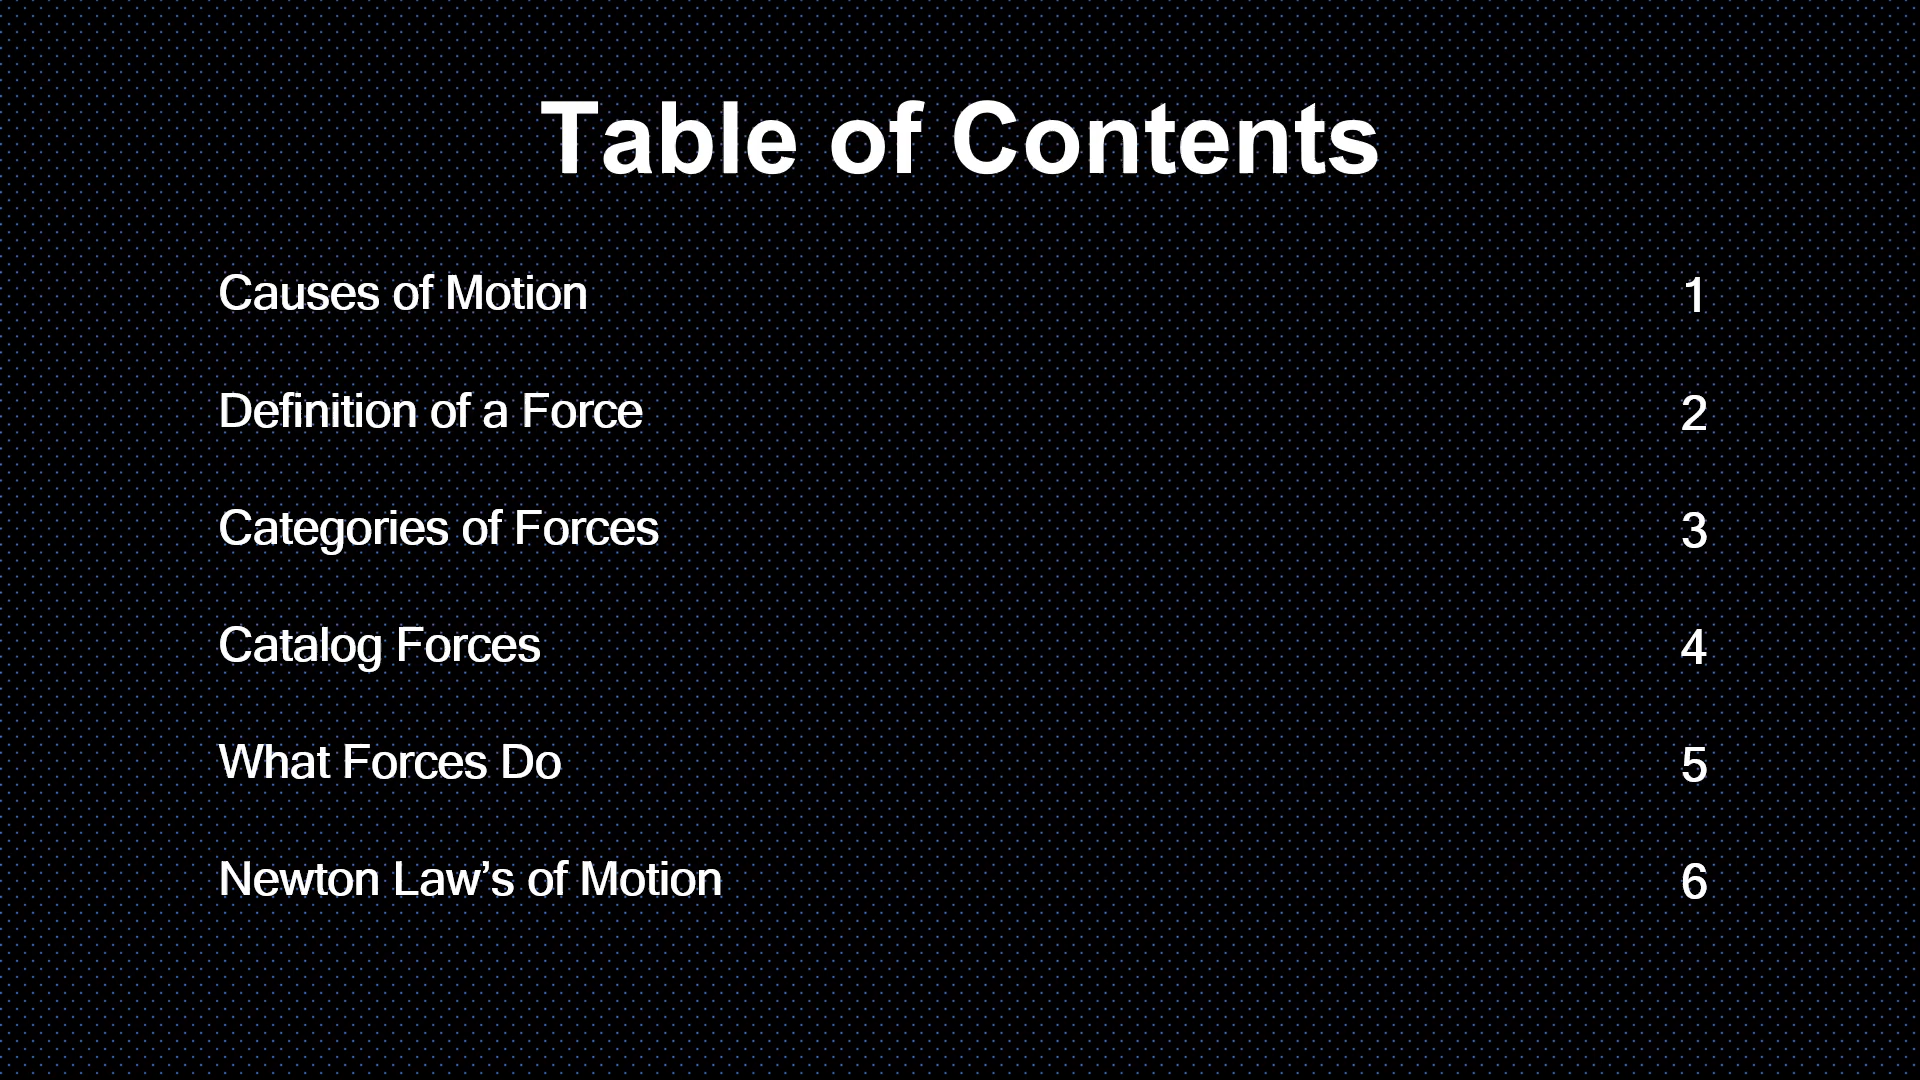 Table of Contents
Causes of Motion 1
Definition of a Force 2
Categories of Forces 3
Catalog Forces 4
What Forces Do 5
Newton Law’s of Motion 6